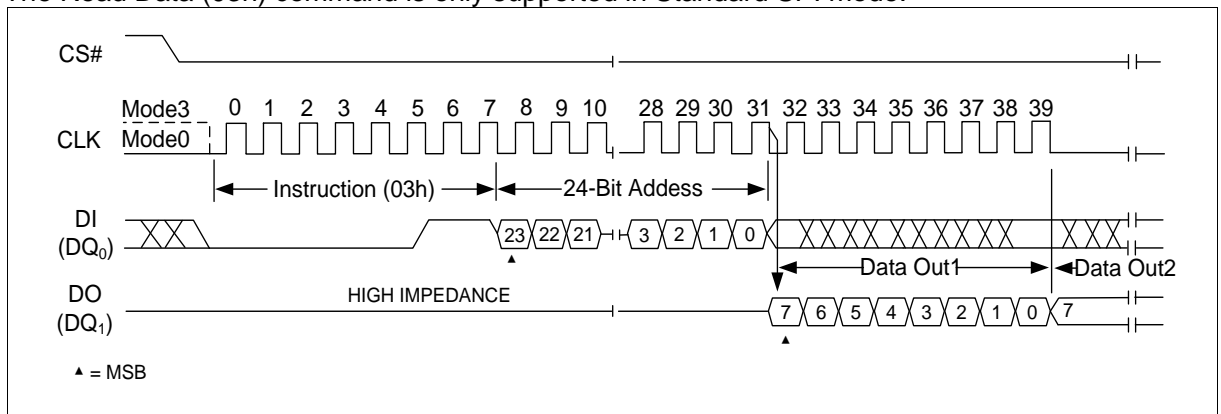 The Read Data (03h) command is only supported in Standard SPI mode.
CS#
Mode3 0 1 2 3 4 5 6 7 8 9 10 28 29 30 31 32 33 34 35 36 37 38 39
CLK Mode0
Instruction (03h) 24-Bit Addess
DI
(DQ0) 23 22 21 3 2 1 0
Data Out1 Data Out2
DO HIGH IMPEDANCE 7 6 5 4 3 2 1 0 7
(DQ1)
▲ = MSB